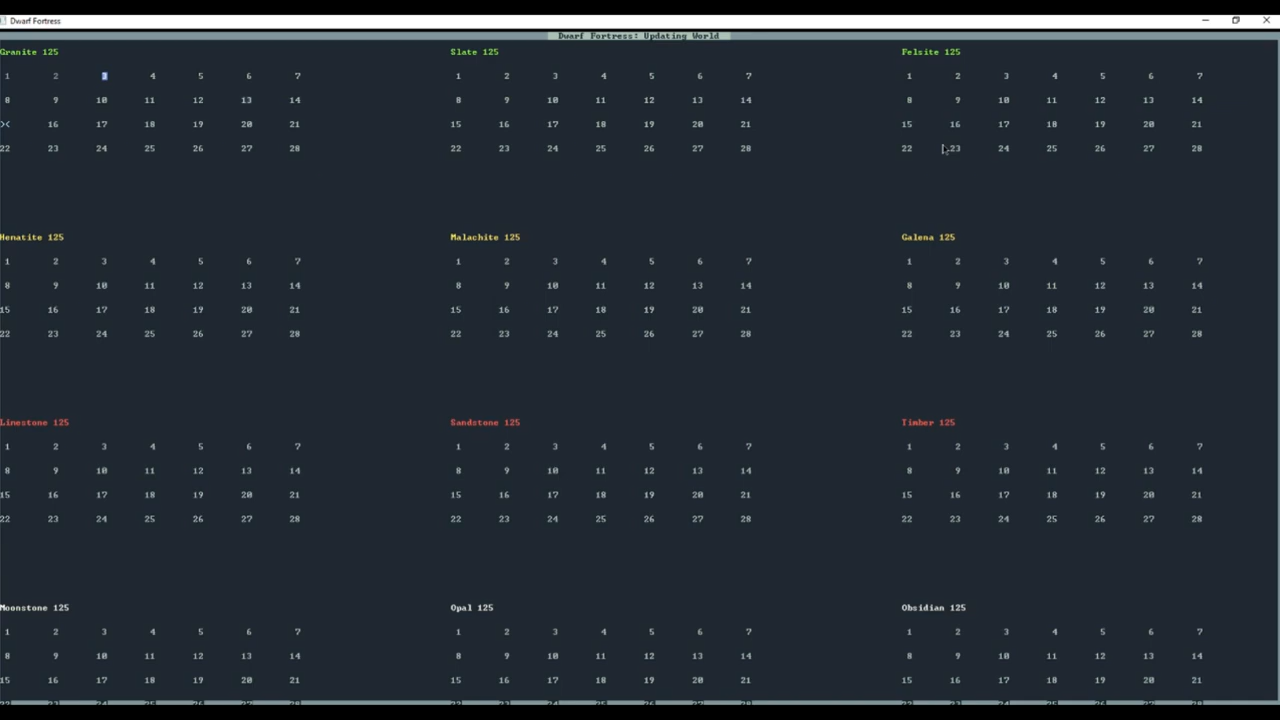 Dwarf Fortress
Dwarf Fortress: Updating World
Granite 125 Slate 125 Felsite 125
1 2 3 4 5 6 7 1 2 3 4 5 6 7 1 2 3 4 5 6 7
8 9 10 11 12 13 14 8 9 10 11 12 13 14 8 9 10 11 12 13 14
>< 16 17 18 19 20 21 15 16 17 18 19 20 21 15 16 17 18 19 20 21
22 23 24 25 26 27 28 22 23 24 25 26 27 28 22 23 24 25 26 27 28
Hematite 125 Malachite 125 Galena 125
1 2 3 4 5 6 7 1 2 3 4 5 6 7 1 2 3 4 5 6 7
8 9 10 11 12 13 14 8 9 10 11 12 13 14 8 9 10 11 12 13 14
15 16 17 18 19 20 21 15 16 17 18 19 20 21 15 16 17 18 19 20 21
22 23 24 25 26 27 28 22 23 24 25 26 27 28 22 23 24 25 26 27 28
Limestone 125 Sandstone 125 Timber 125
1 2 3 4 5 6 7 1 2 3 4 5 6 7 1 2 3 4 5 6 7
8 9 10 11 12 13 14 8 9 10 11 12 13 14 8 9 10 11 12 13 14
15 16 17 18 19 20 21 15 16 17 18 19 20 21 15 16 17 18 19 20 21
22 23 24 25 26 27 28 22 23 24 25 26 27 28 22 23 24 25 26 27 28
Moonstone 125 Opal 125 Obsidian 125
1 2 3 4 5 6 7 1 2 3 4 5 6 7 1 2 3 4 5 6 7
8 9 10 11 12 13 14 8 9 10 11 12 13 14 8 9 10 11 12 13 14
15 16 17 18 19 20 21 15 16 17 18 19 20 21 15 16 17 18 19 20 21